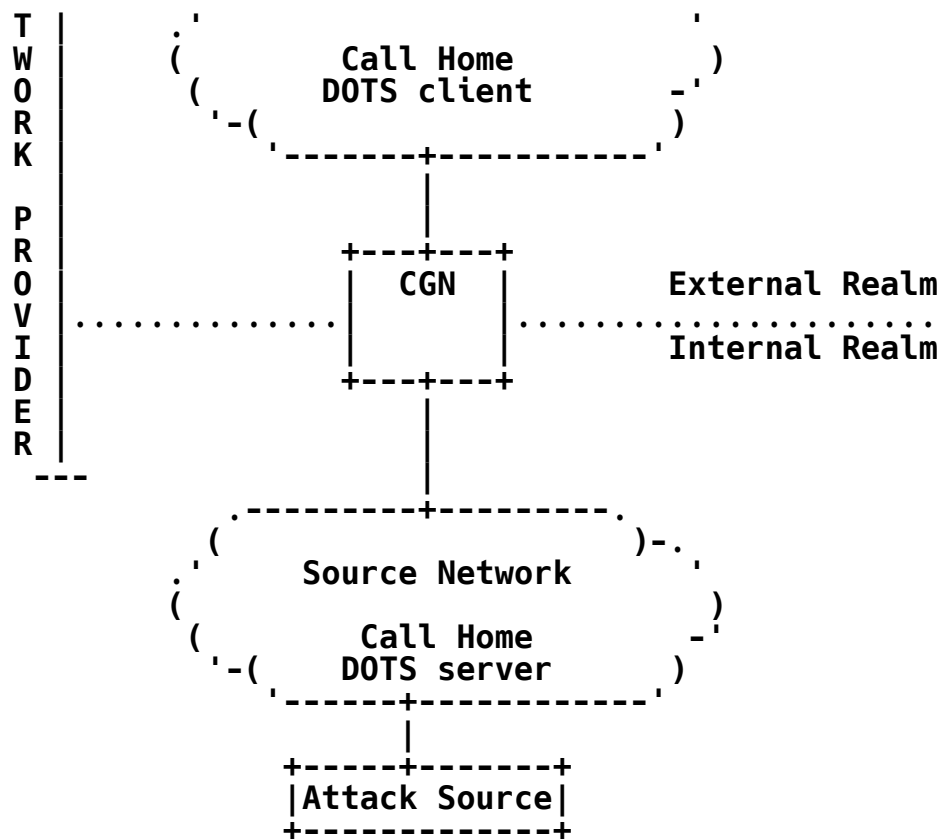 T
W Call Home
O DOTS client
R
K
P
R
O CGN External Realm
V
I Internal Realm
D
E
R
Source Network
Call Home
DOTS server
Attack Source